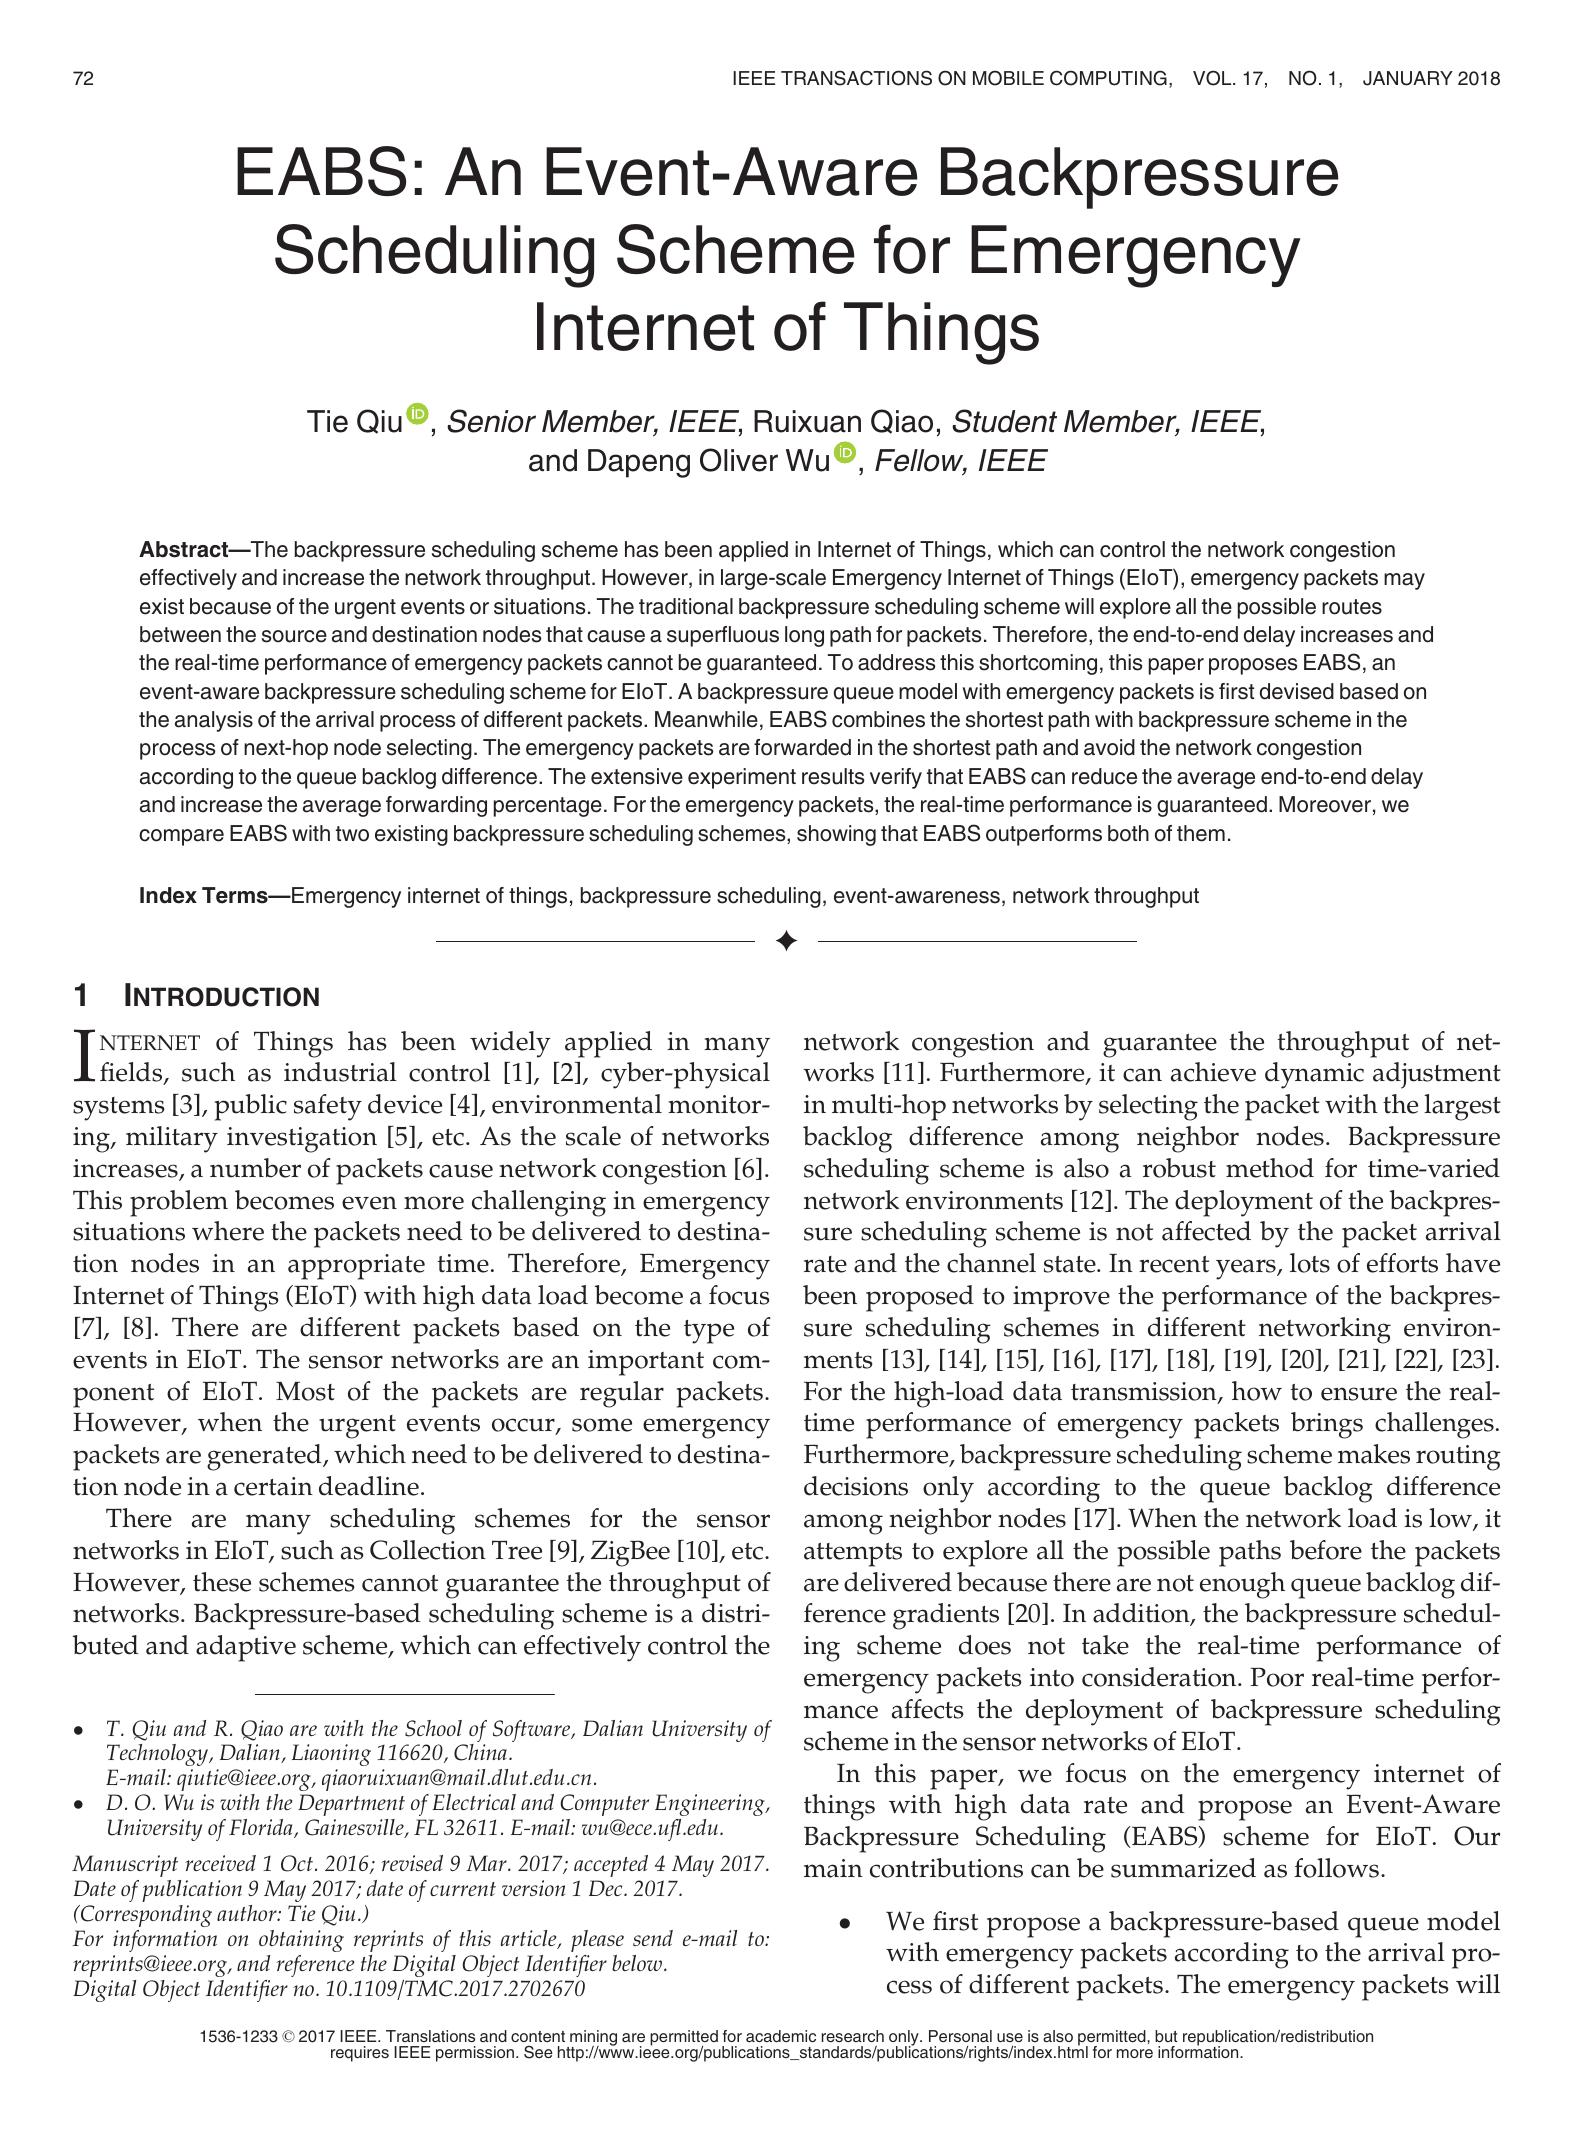 72
IEEE TRANSACTIONS ON MOBILE COMPUTING, VOL. 17, NO. 1, JANUARY 2018
EABS: An Event-Aware Backpressure
Scheduling Scheme for Emergency
Internet of Things
Tie Qiu iD, Senior Member, IEEE, Ruixuan Qiao, Student Member, IEEE,
and Dapeng Oliver Wu iD, Fellow, IEEE
Abstract—The backpressure scheduling scheme has been applied in Internet of Things, which can control the network congestion
effectively and increase the network throughput. However, in large-scale Emergency Internet of Things (EIoT), emergency packets may
exist because of the urgent events or situations. The traditional backpressure scheduling scheme will explore all the possible routes
between the source and destination nodes that cause a superfluous long path for packets. Therefore, the end-to-end delay increases and
the real-time performance of emergency packets cannot be guaranteed. To address this shortcoming, this paper proposes EABS, an
event-aware backpressure scheduling scheme for EIoT. A backpressure queue model with emergency packets is first devised based on
the analysis of the arrival process of different packets. Meanwhile, EABS combines the shortest path with backpressure scheme in the
process of next-hop node selecting. The emergency packets are forwarded in the shortest path and avoid the network congestion
according to the queue backlog difference. The extensive experiment results verify that EABS can reduce the average end-to-end delay
and increase the average forwarding percentage. For the emergency packets, the real-time performance is guaranteed. Moreover, we
compare EABS with two existing backpressure scheduling schemes, showing that EABS outperforms both of them.
Index Terms—Emergency internet of things, backpressure scheduling, event-awareness, network throughput
1 INTRODUCTION
INTERNET of Things has been widely applied in many
fields, such as industrial control [1], [2], cyber-physical
systems [3], public safety device [4], environmental monitor-
ing, military investigation [5], etc. As the scale of networks
increases, a number of packets cause network congestion [6].
This problem becomes even more challenging in emergency
situations where the packets need to be delivered to destina-
tion nodes in an appropriate time. Therefore, Emergency
Internet of Things (EIoT) with high data load become a focus
[7], [8]. There are different packets based on the type of
events in EIoT. The sensor networks are an important com-
ponent of EIoT. Most of the packets are regular packets.
However, when the urgent events occur, some emergency
packets are generated, which need to be delivered to destina-
tion node in a certain deadline.
There are many scheduling schemes for the sensor
networks in EIoT, such as Collection Tree [9], ZigBee [10], etc.
However, these schemes cannot guarantee the throughput of
networks. Backpressure-based scheduling scheme is a distri-
buted and adaptive scheme, which can effectively control the
• T. Qiu and R. Qiao are with the School of Software, Dalian University of
Technology, Dalian, Liaoning 116620, China.
E-mail: qiutie@ieee.org, qiaoruixuan@mail.dlut.edu.cn.
• D. O. Wu is with the Department of Electrical and Computer Engineering,
University of Florida, Gainesville, FL 32611. E-mail: wu@ece.ufl.edu.
Manuscript received 1 Oct. 2016; revised 9 Mar. 2017; accepted 4 May 2017.
Date of publication 9 May 2017; date of current version 1 Dec. 2017.
(Corresponding author: Tie Qiu.)
For information on obtaining reprints of this article, please send e-mail to:
reprints@ieee.org, and reference the Digital Object Identifier below.
Digital Object Identifier no. 10.1109/TMC.2017.2702670
network congestion and guarantee the throughput of net-
works [11]. Furthermore, it can achieve dynamic adjustment
in multi-hop networks by selecting the packet with the largest
backlog difference among neighbor nodes. Backpressure
scheduling scheme is also a robust method for time-varied
network environments [12]. The deployment of the backpres-
sure scheduling scheme is not affected by the packet arrival
rate and the channel state. In recent years, lots of efforts have
been proposed to improve the performance of the backpres-
sure scheduling schemes in different networking environ-
ments [13], [14], [15], [16], [17], [18], [19], [20], [21], [22], [23].
For the high-load data transmission, how to ensure the real-
time performance of emergency packets brings challenges.
Furthermore, backpressure scheduling scheme makes routing
decisions only according to the queue backlog difference
among neighbor nodes [17]. When the network load is low, it
attempts to explore all the possible paths before the packets
are delivered because there are not enough queue backlog dif-
ference gradients [20]. In addition, the backpressure schedul-
ing scheme does not take the real-time performance of
emergency packets into consideration. Poor real-time perfor-
mance affects the deployment of backpressure scheduling
scheme in the sensor networks of EIoT.
In this paper, we focus on the emergency internet of
things with high data rate and propose an Event-Aware
Backpressure Scheduling (EABS) scheme for EIoT. Our
main contributions can be summarized as follows.
• We first propose a backpressure-based queue model
with emergency packets according to the arrival pro-
cess of different packets. The emergency packets will
1536-1233 © 2017 IEEE. Translations and content mining are permitted for academic research only. Personal use is also permitted, but republication/redistribution
requires IEEE permission. See http://www.ieee.org/publications_standards/publications/rights/index.html for more information.